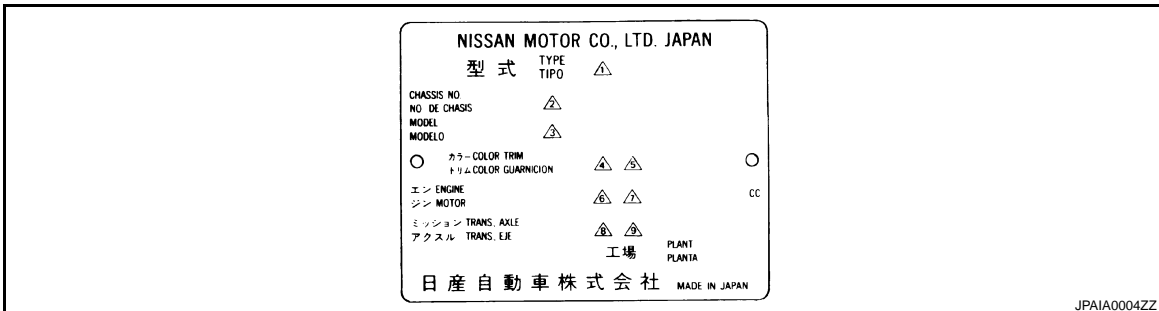 NISSAN MOTOR CO., LTD. JAPAN
型式 TYPE
TIPO 1
CHASSIS NO.
NO DE CHASIS 2
MODEL
MODELO 3
カラー COLOR TRIM
トリム COLOR GUARNICION 4 5
エン ENGINE
ジン MOTOR 6 7 CC
ミッション TRANS. AXLE
アクスル TRANS. EJE 8 9
工場 PLANT
PLANTA
日産自動車株式会社 MADE IN JAPAN
JPAIA0004ZZ